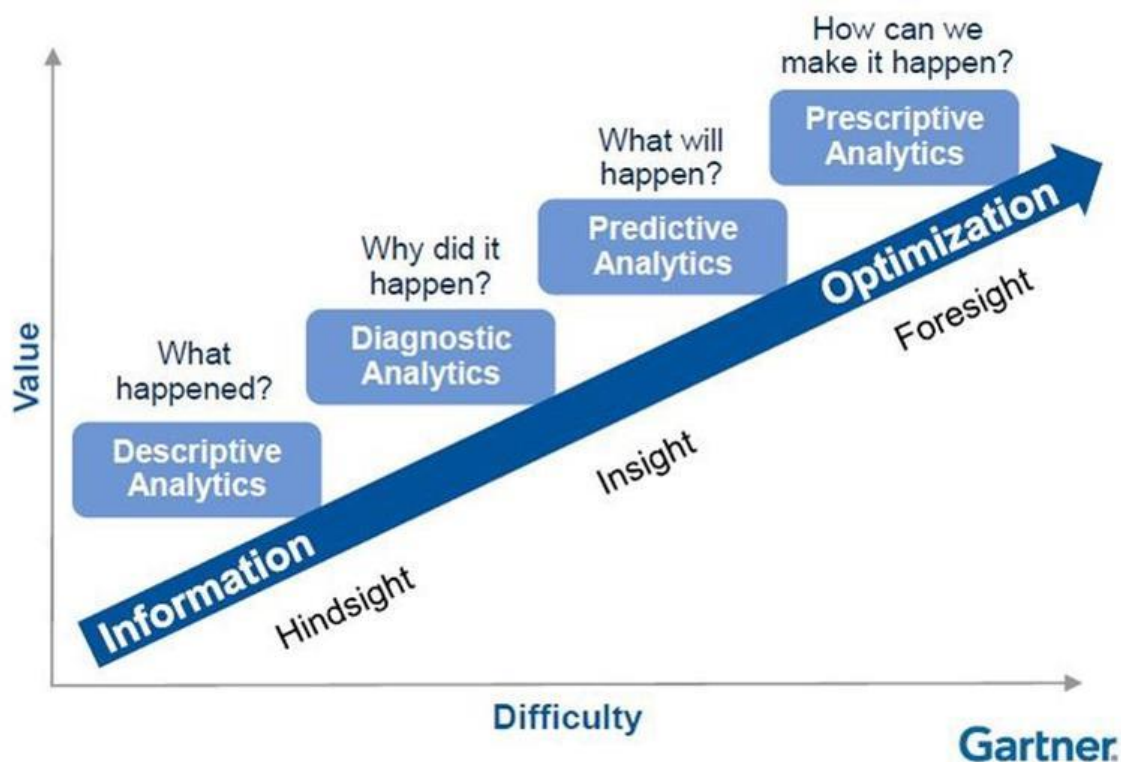 How can we
make it happen?
Prescriptive
Analytics
What will
happen?
Predictive
Analytics
Why did it
happen?
Diagnostic
Analytics
What
happened?
Descriptive
Analytics
Value
Information
Optimization
Hindsight
Insight
Foresight
Difficulty
Gartner.